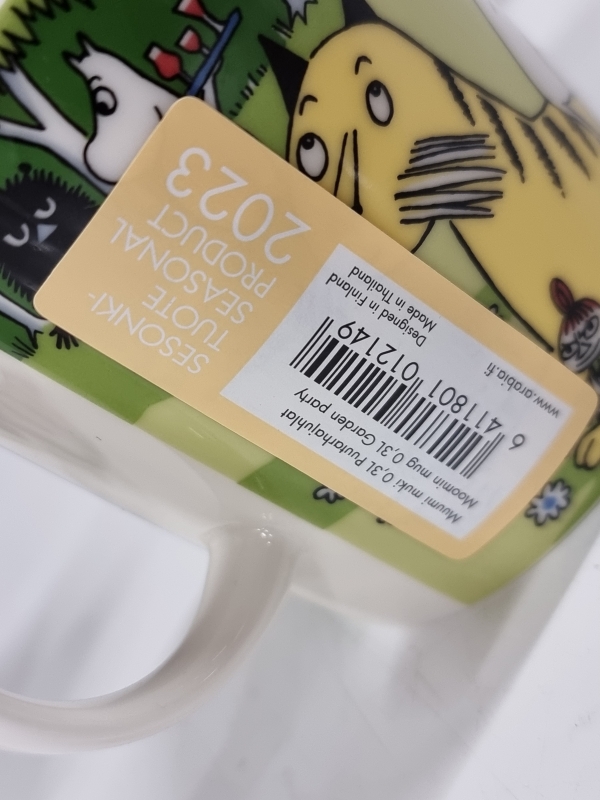 SESONKI-
TUOTE
SEASONAL
PRODUCT
2023
Muumi muki 0,3L Puutarhajuhlat
Moomin mug 0,3L Garden party
6 411801 012149
Designed in Finland
Made in Thailand
www.arabia.fi